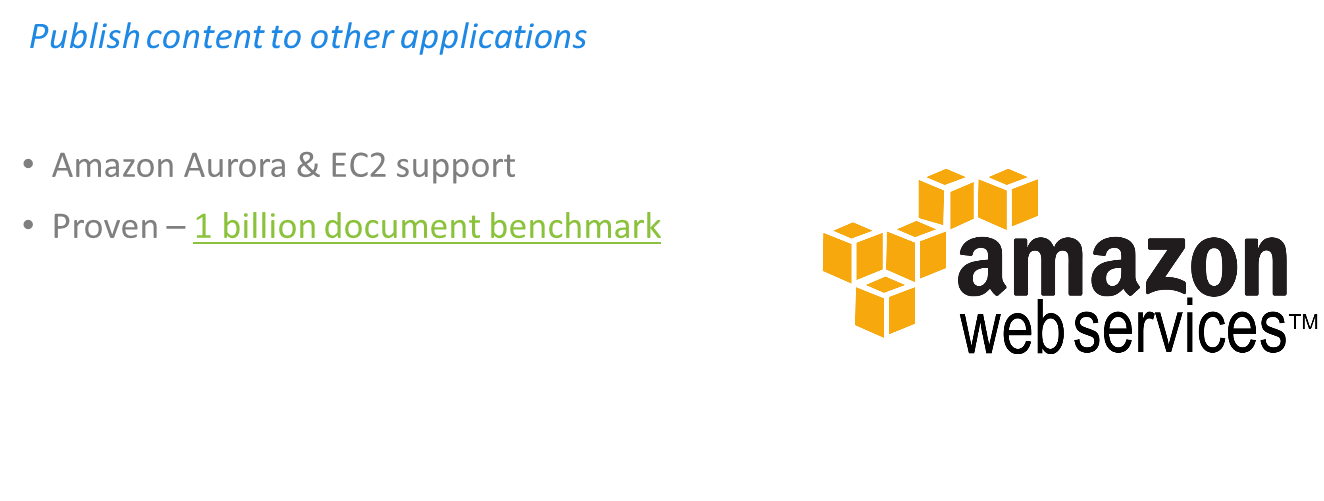 Publish content to other applications
• Amazon Aurora & EC2 support
• Proven – 1 billion document benchmark
amazon
web services™